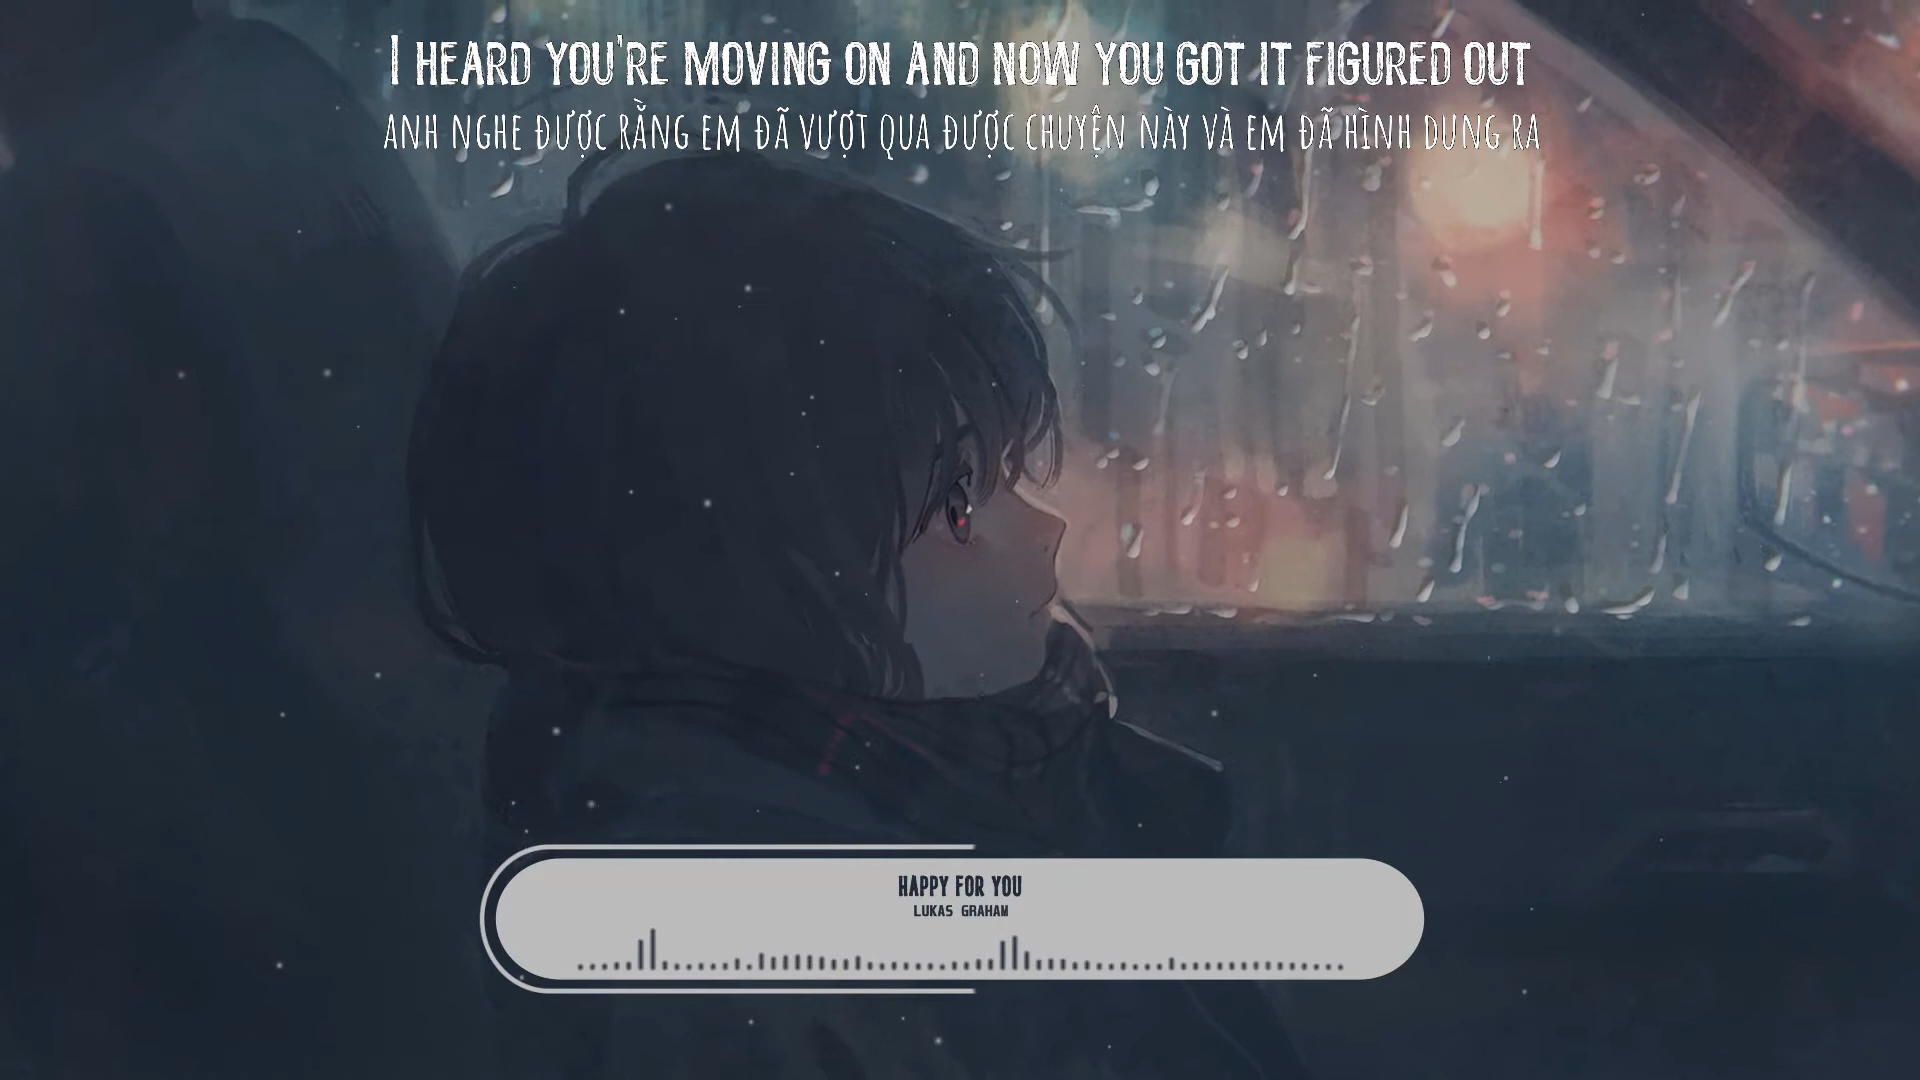 I HEARD YOU'RE MOVING ON AND NOW YOU GOT IT FIGURED OUT
ANH NGHE ĐƯỢC RẰNG EM ĐÃ VƯỢT QUA ĐƯỢC CHUYỆN NÀY VÀ EM ĐÃ HÌNH DUNG RA
HAPPY FOR YOU
LUKAS GRAHAM